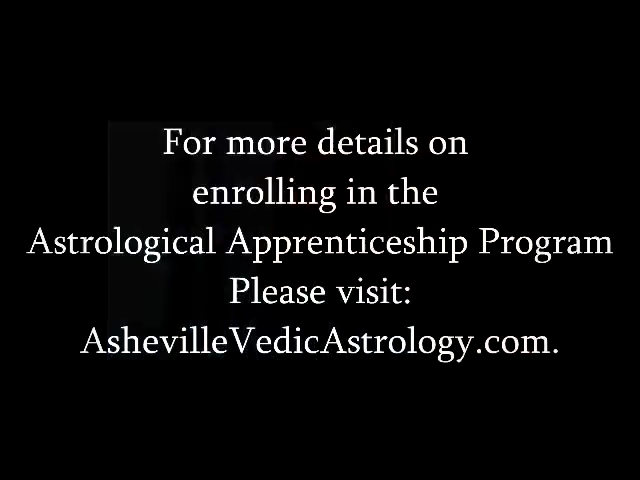 For more details on
enrolling in the
Astrological Apprenticeship Program
Please visit:
AshevilleVedicAstrology.com.